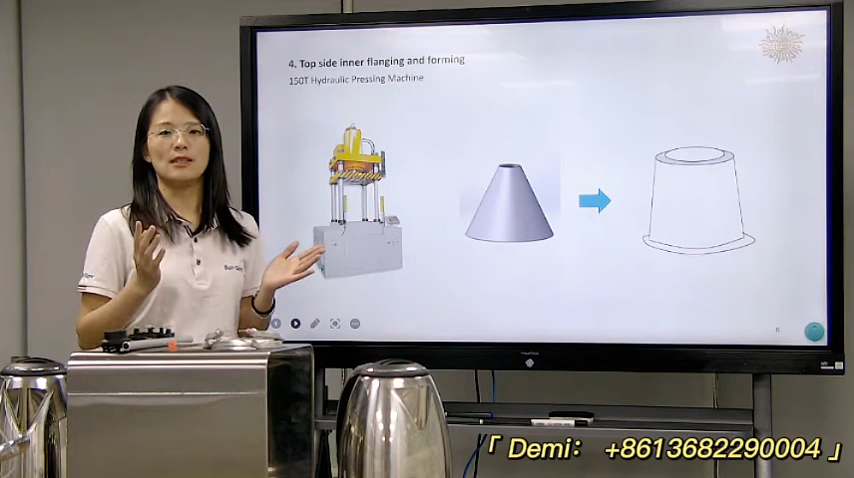 4. Top side inner flanging and forming
150T Hydraulic Pressing Machine
8
「 Demi： +8613682290004 」